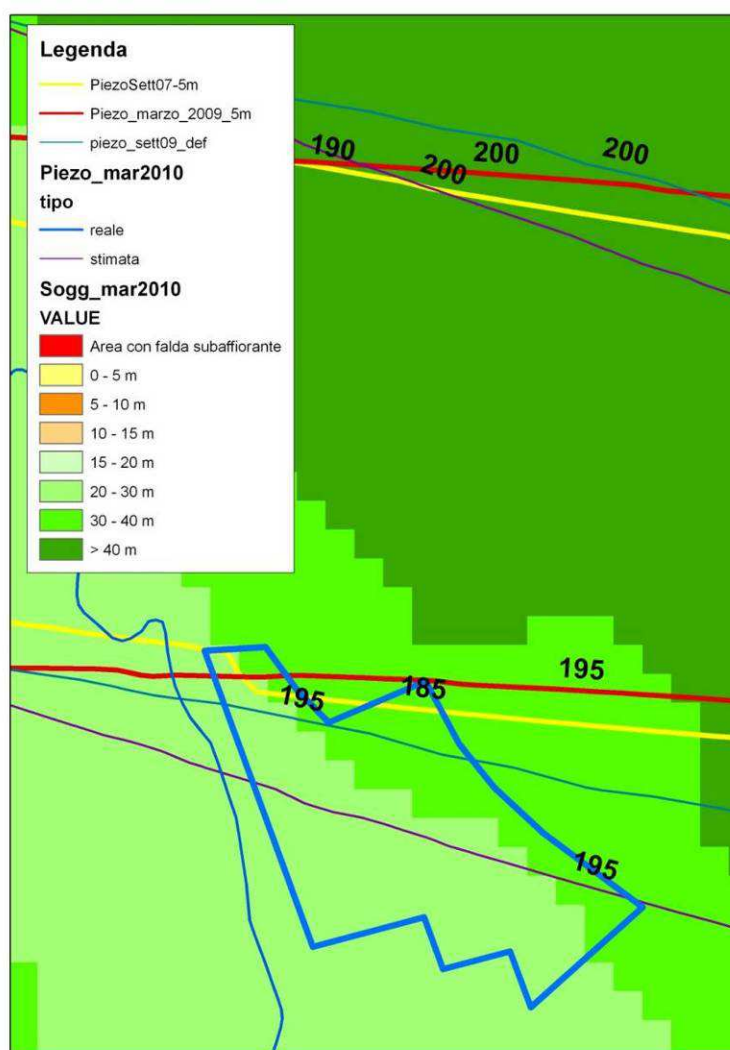 Legenda
PiezoSett07-5m
Piezo_marzo_2009_5m
piezo_sett09_def
Piezo_mar2010
tipo
reale
stimata
Sogg_mar2010
VALUE
Area con falda subaffiorante
0 - 5 m
5 - 10 m
10 - 15 m
15 - 20 m
20 - 30 m
30 - 40 m
> 40 m
190
200
200
200
195
185
195
195